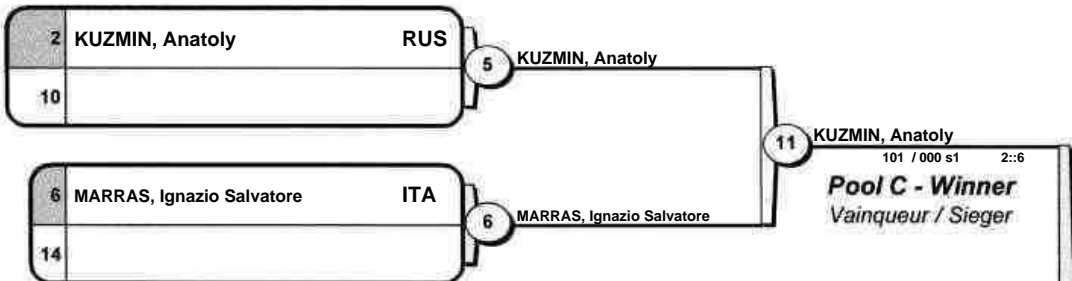 2 KUZMIN, Anatoly RUS
10
5 KUZMIN, Anatoly
6 MARRAS, Ignazio Salvatore ITA
14
6 MARRAS, Ignazio Salvatore
11 KUZMIN, Anatoly
101 / 000 s1 2::6
Pool C - Winner
Vainqueur / Sieger